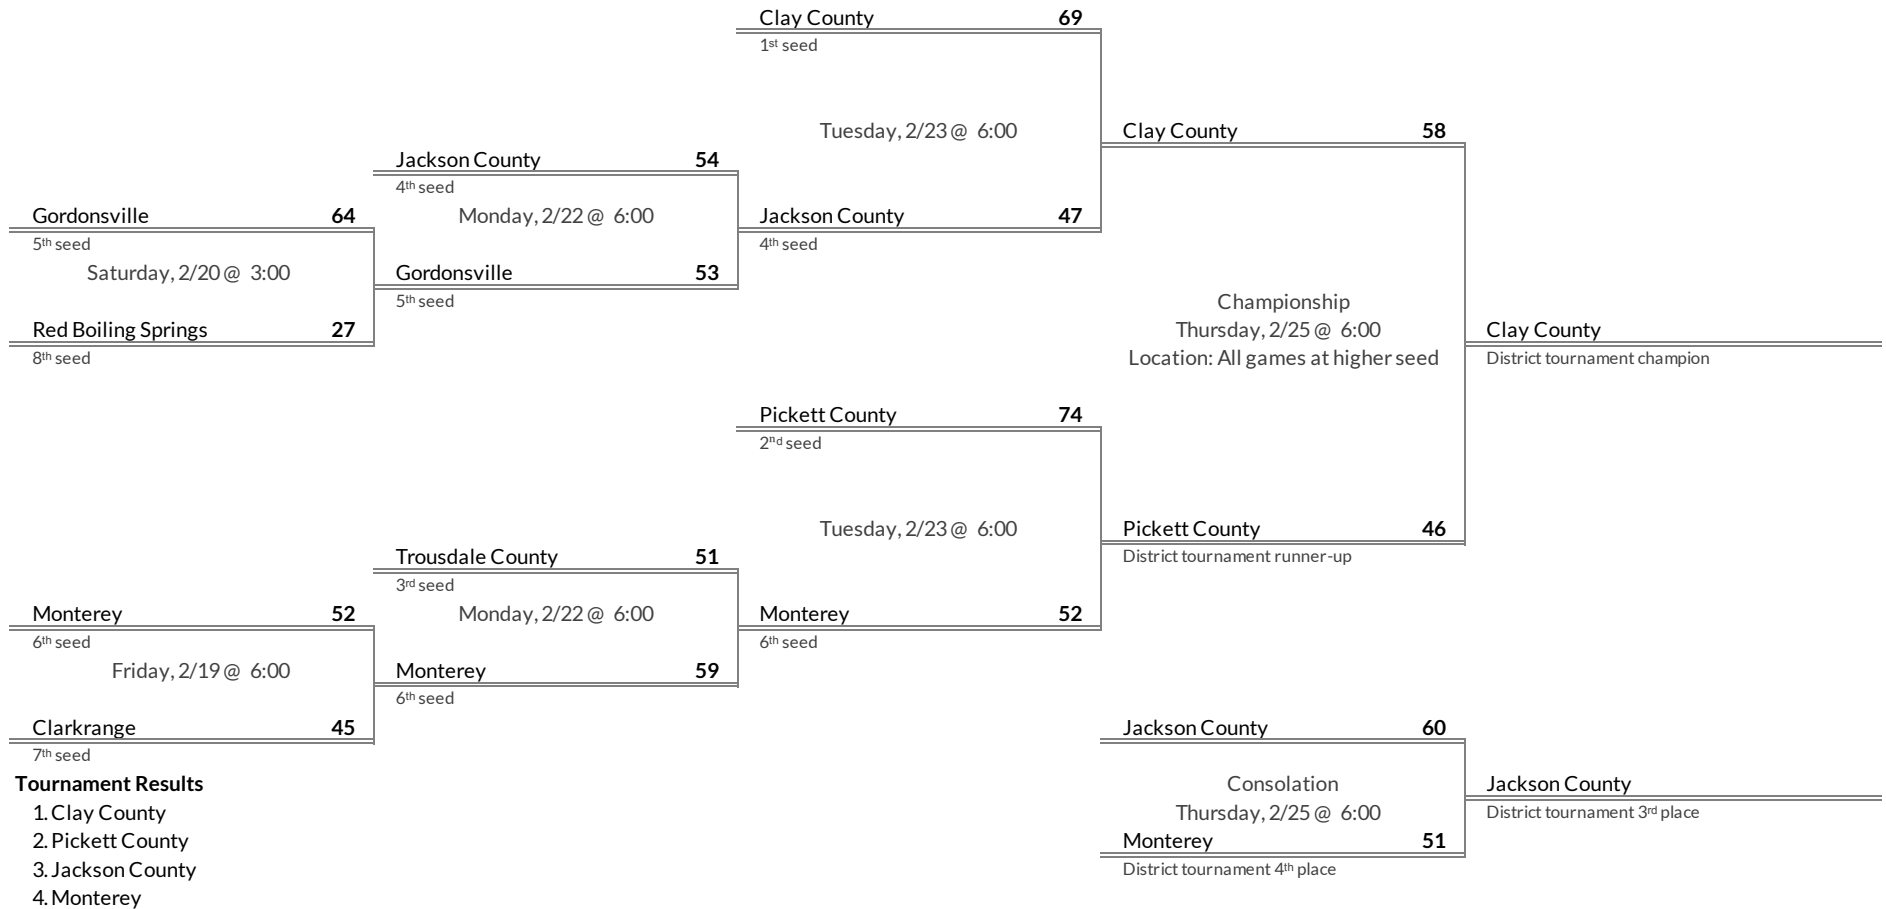 Clay County 69
1st seed
Tuesday, 2/23 @ 6:00
Clay County 58
Jackson County 54
4th seed
Gordonsville 64
Monday, 2/22 @ 6:00
Jackson County 47
5th seed
4th seed
Saturday, 2/20 @ 3:00
Gordonsville 53
5th seed
Championship
Red Boiling Springs 27
Thursday, 2/25 @ 6:00
Clay County
8th seed
Location: All games at higher seed
District tournament champion
Pickett County 74
2nd seed
Tuesday, 2/23 @ 6:00
Pickett County 46
Trousdale County 51
District tournament runner-up
3rd seed
Monterey 52
Monday, 2/22 @ 6:00
Monterey 52
6th seed
6th seed
Friday, 2/19 @ 6:00
Monterey 59
6th seed
Clarkrange 45
Jackson County 60
7th seed
Tournament Results
Consolation
Jackson County
1. Clay County
Thursday, 2/25 @ 6:00
District tournament 3rd place
2. Pickett County
Monterey 51
3. Jackson County
District tournament 4th place
4. Monterey